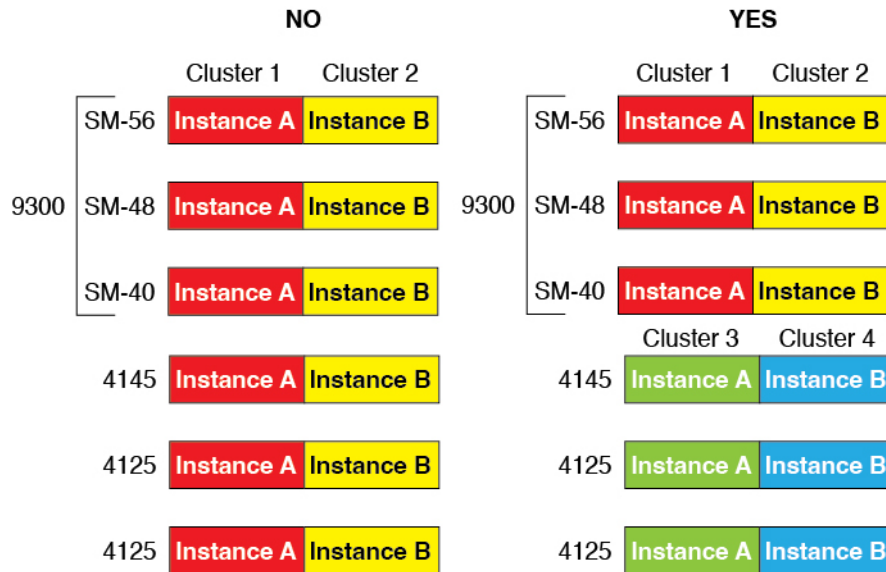 NO
YES
Cluster 1 Cluster 2
Cluster 1 Cluster 2
SM-56 Instance A Instance B
SM-56 Instance A Instance B
9300 SM-48 Instance A Instance B
9300 SM-48 Instance A Instance B
SM-40 Instance A Instance B
SM-40 Instance A Instance B
Cluster 3 Cluster 4
4145 Instance A Instance B
4145 Instance A Instance B
4125 Instance A Instance B
4125 Instance A Instance B
4125 Instance A Instance B
4125 Instance A Instance B